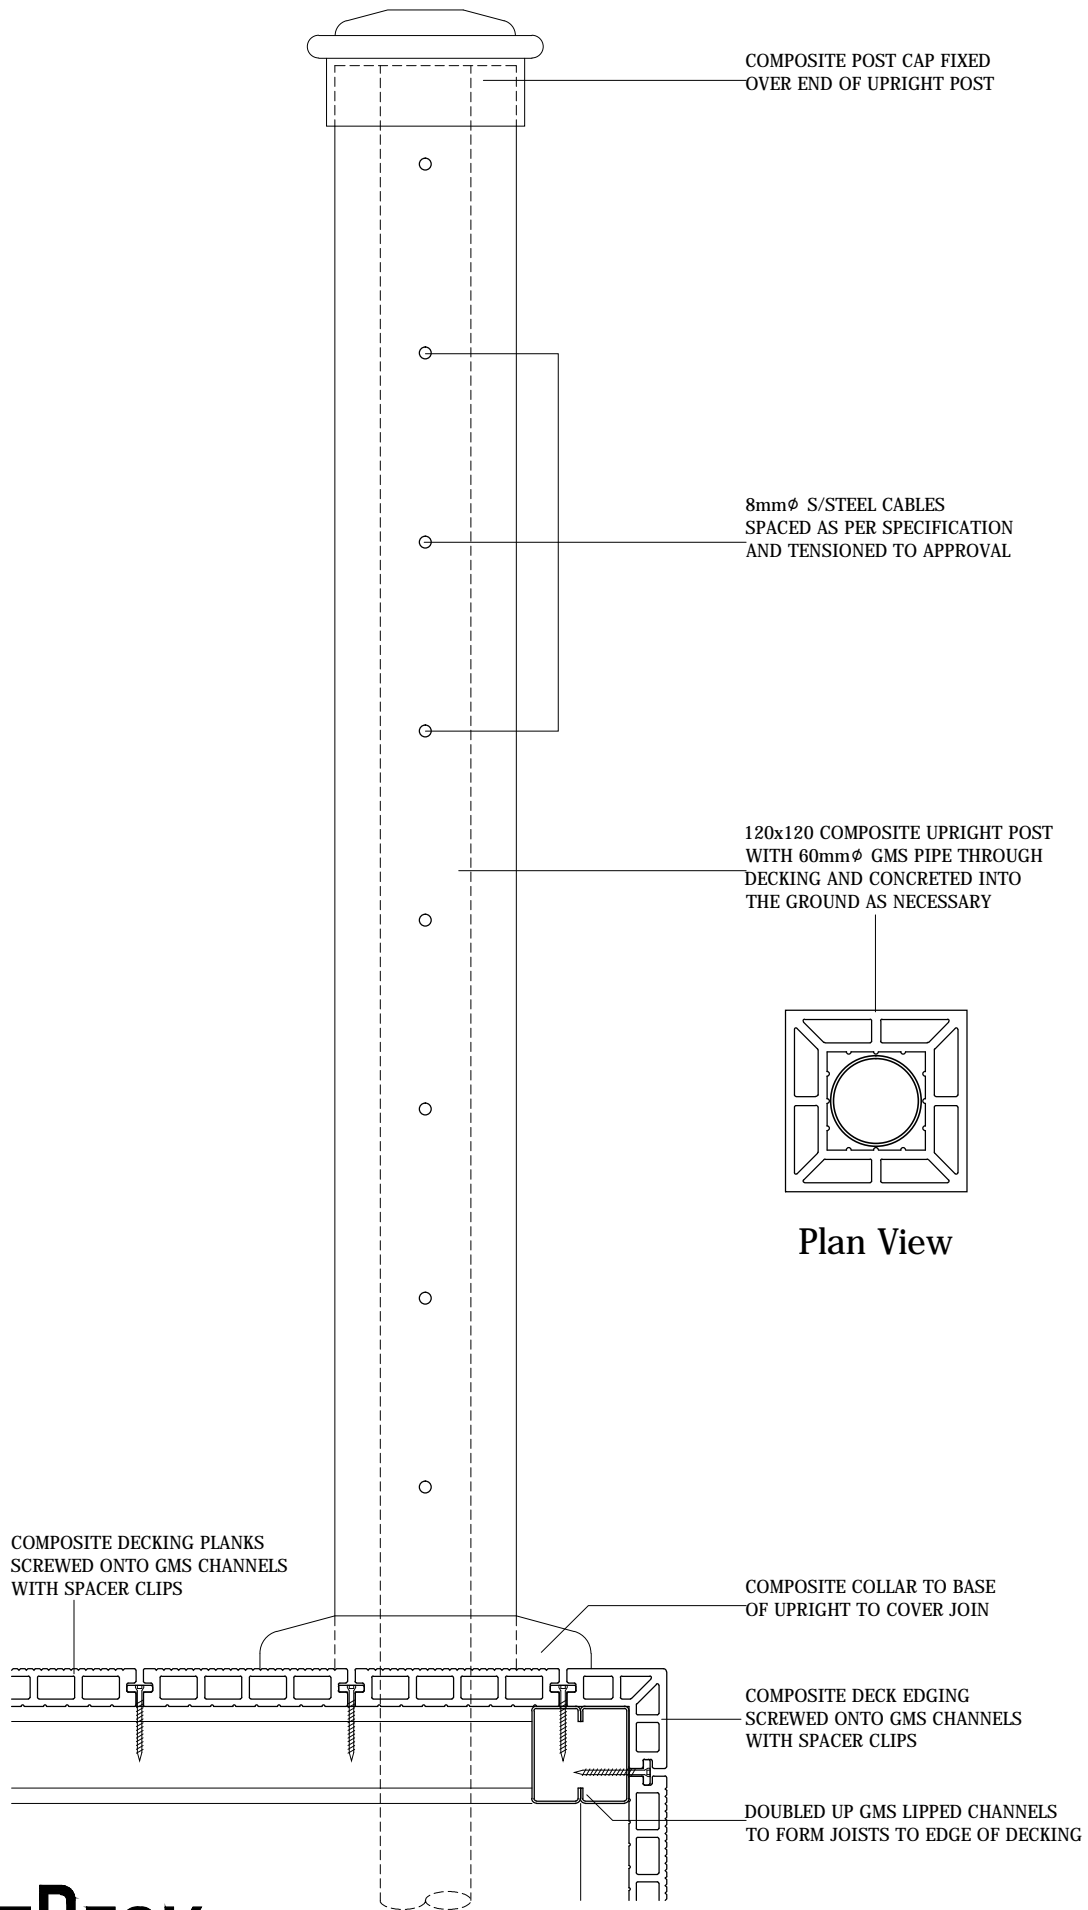 COMPOSITE POST CAP FIXED
OVER END OF UPRIGHT POST
8mmφ S/STEEL CABLES
SPACED AS PER SPECIFICATION
AND TENSIONED TO APPROVAL
120x120 COMPOSITE UPRIGHT POST
WITH 60mmφ GMS PIPE THROUGH
DECKING AND CONCRETED INTO
THE GROUND AS NECESSARY
Plan View
COMPOSITE DECKING PLANKS
SCREWED ONTO GMS CHANNELS
WITH SPACER CLIPS
COMPOSITE COLLAR TO BASE
OF UPRIGHT TO COVER JOIN
COMPOSITE DECK EDGING
SCREWED ONTO GMS CHANNELS
WITH SPACER CLIPS
DOUBLED UP GMS LIPPED CHANNELS
TO FORM JOISTS TO EDGE OF DECKING